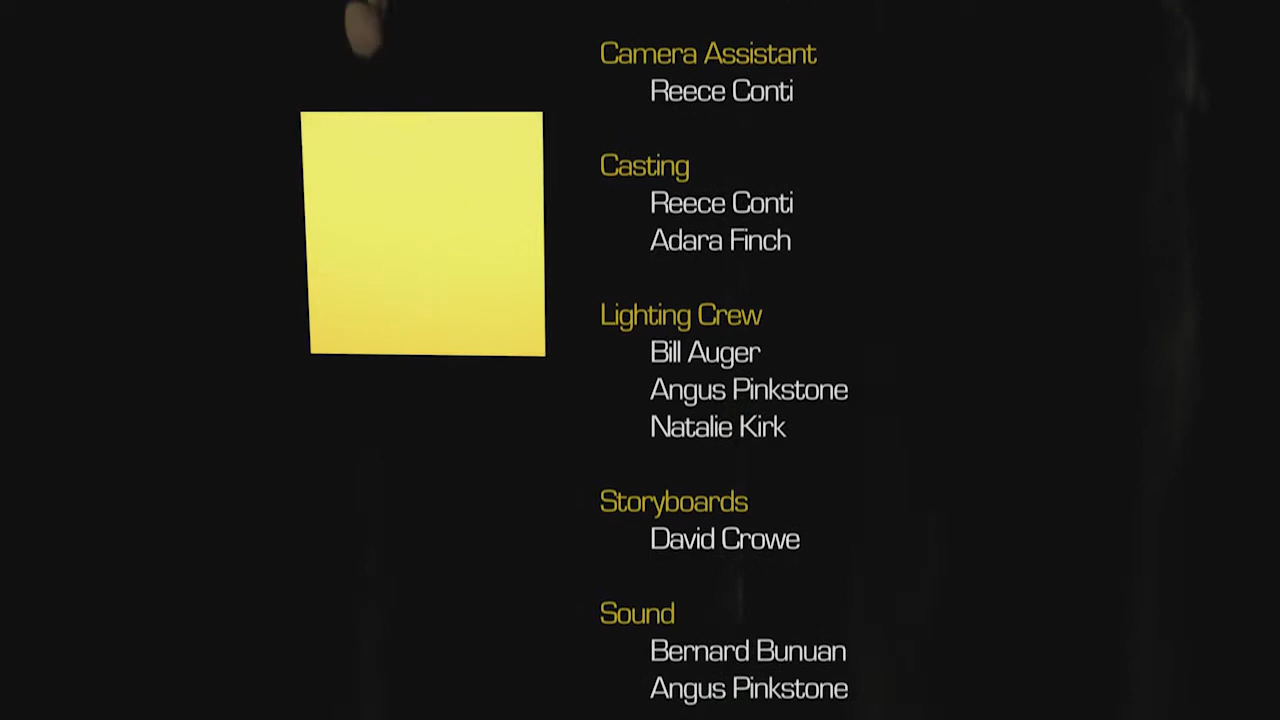 Camera Assistant
Reece Conti
Casting
Reece Conti
Adara Finch
Lighting Crew
Bill Auger
Angus Pinkstone
Natalie Kirk
Storyboards
David Crowe
Sound
Bernard Bunuan
Angus Pinkstone